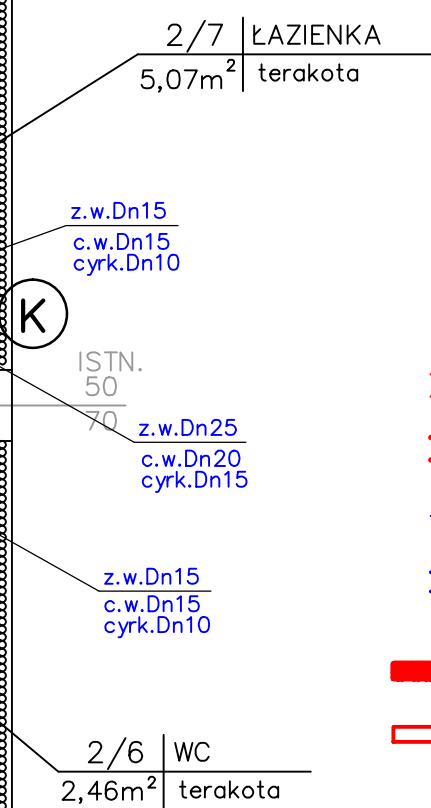 2/7 ŁAZIENKA
5,07m² terakota
z.w.Dn15
c.w.Dn15
cyrk.Dn10
K
ISTN.
50
70
z.w.Dn25
c.w.Dn20
cyrk.Dn15
z.w.Dn15
c.w.Dn15
cyrk.Dn10
2/6 WC
2,46m² terakota